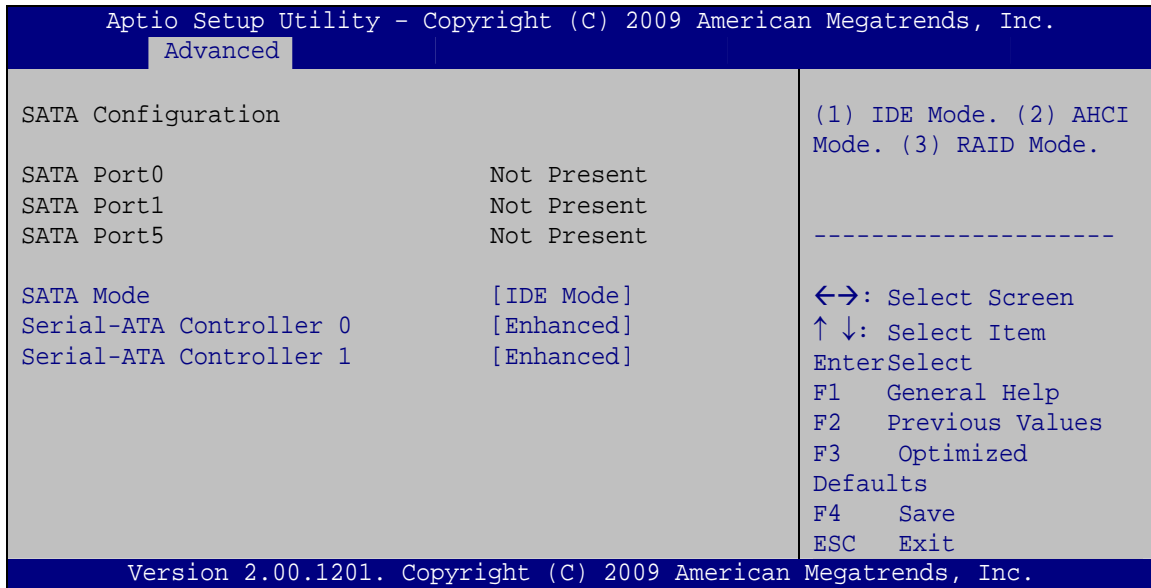 Aptio Setup Utility – Copyright (C) 2009 American Megatrends, Inc.
Advanced
SATA Configuration
SATA Port0 Not Present
SATA Port1 Not Present
SATA Port5 Not Present
SATA Mode [IDE Mode]
Serial-ATA Controller 0 [Enhanced]
Serial-ATA Controller 1 [Enhanced]
(1) IDE Mode. (2) AHCI
Mode. (3) RAID Mode.
---------------------
←→: Select Screen
↑ ↓: Select Item
EnterSelect
F1 General Help
F2 Previous Values
F3 Optimized
Defaults
F4 Save
ESC Exit
Version 2.00.1201. Copyright (C) 2009 American Megatrends, Inc.